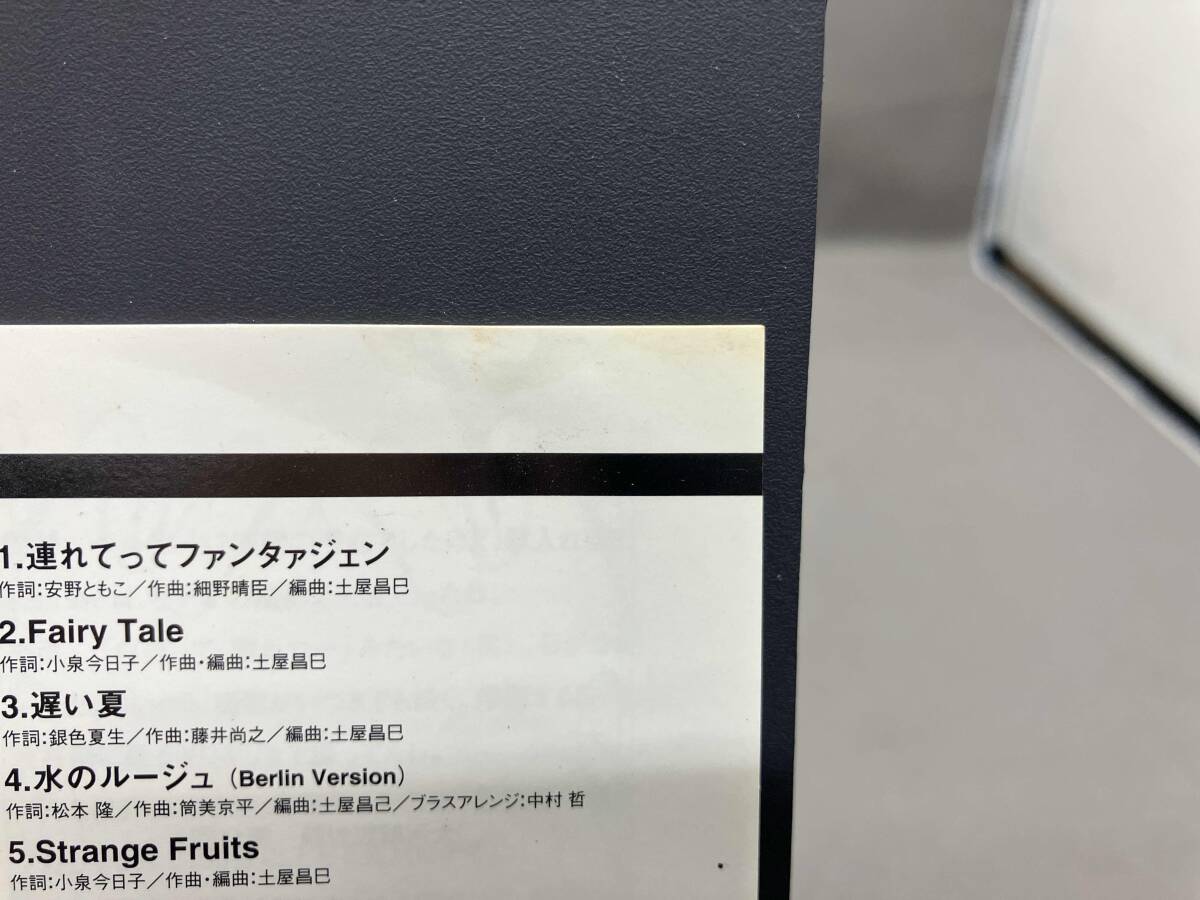 1.連れてってファンタァジェン
作詞：安野ともこ／作曲：細野晴臣／編曲：土屋昌巳
2.Fairy Tale
作詞：小泉今日子／作曲・編曲：土屋昌巳
3.遅い夏
作詞：銀色夏生／作曲：藤井尚之／編曲：土屋昌巳
4.水のルージュ（Berlin Version）
作詞：松本 隆／作曲：筒美京平／編曲：土屋昌己／ブラスアレンジ：中村 哲
5.Strange Fruits
作詞：小泉今日子／作曲・編曲：土屋昌巳